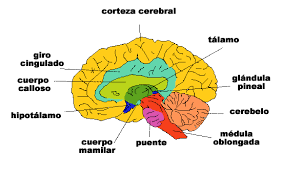 corteza cerebral
tálamo
giro
cingulado
cuerpo
calloso
glándula
pineal
hipotálamo
cerebelo
cuerpo
mamilar
puente
médula
oblongada